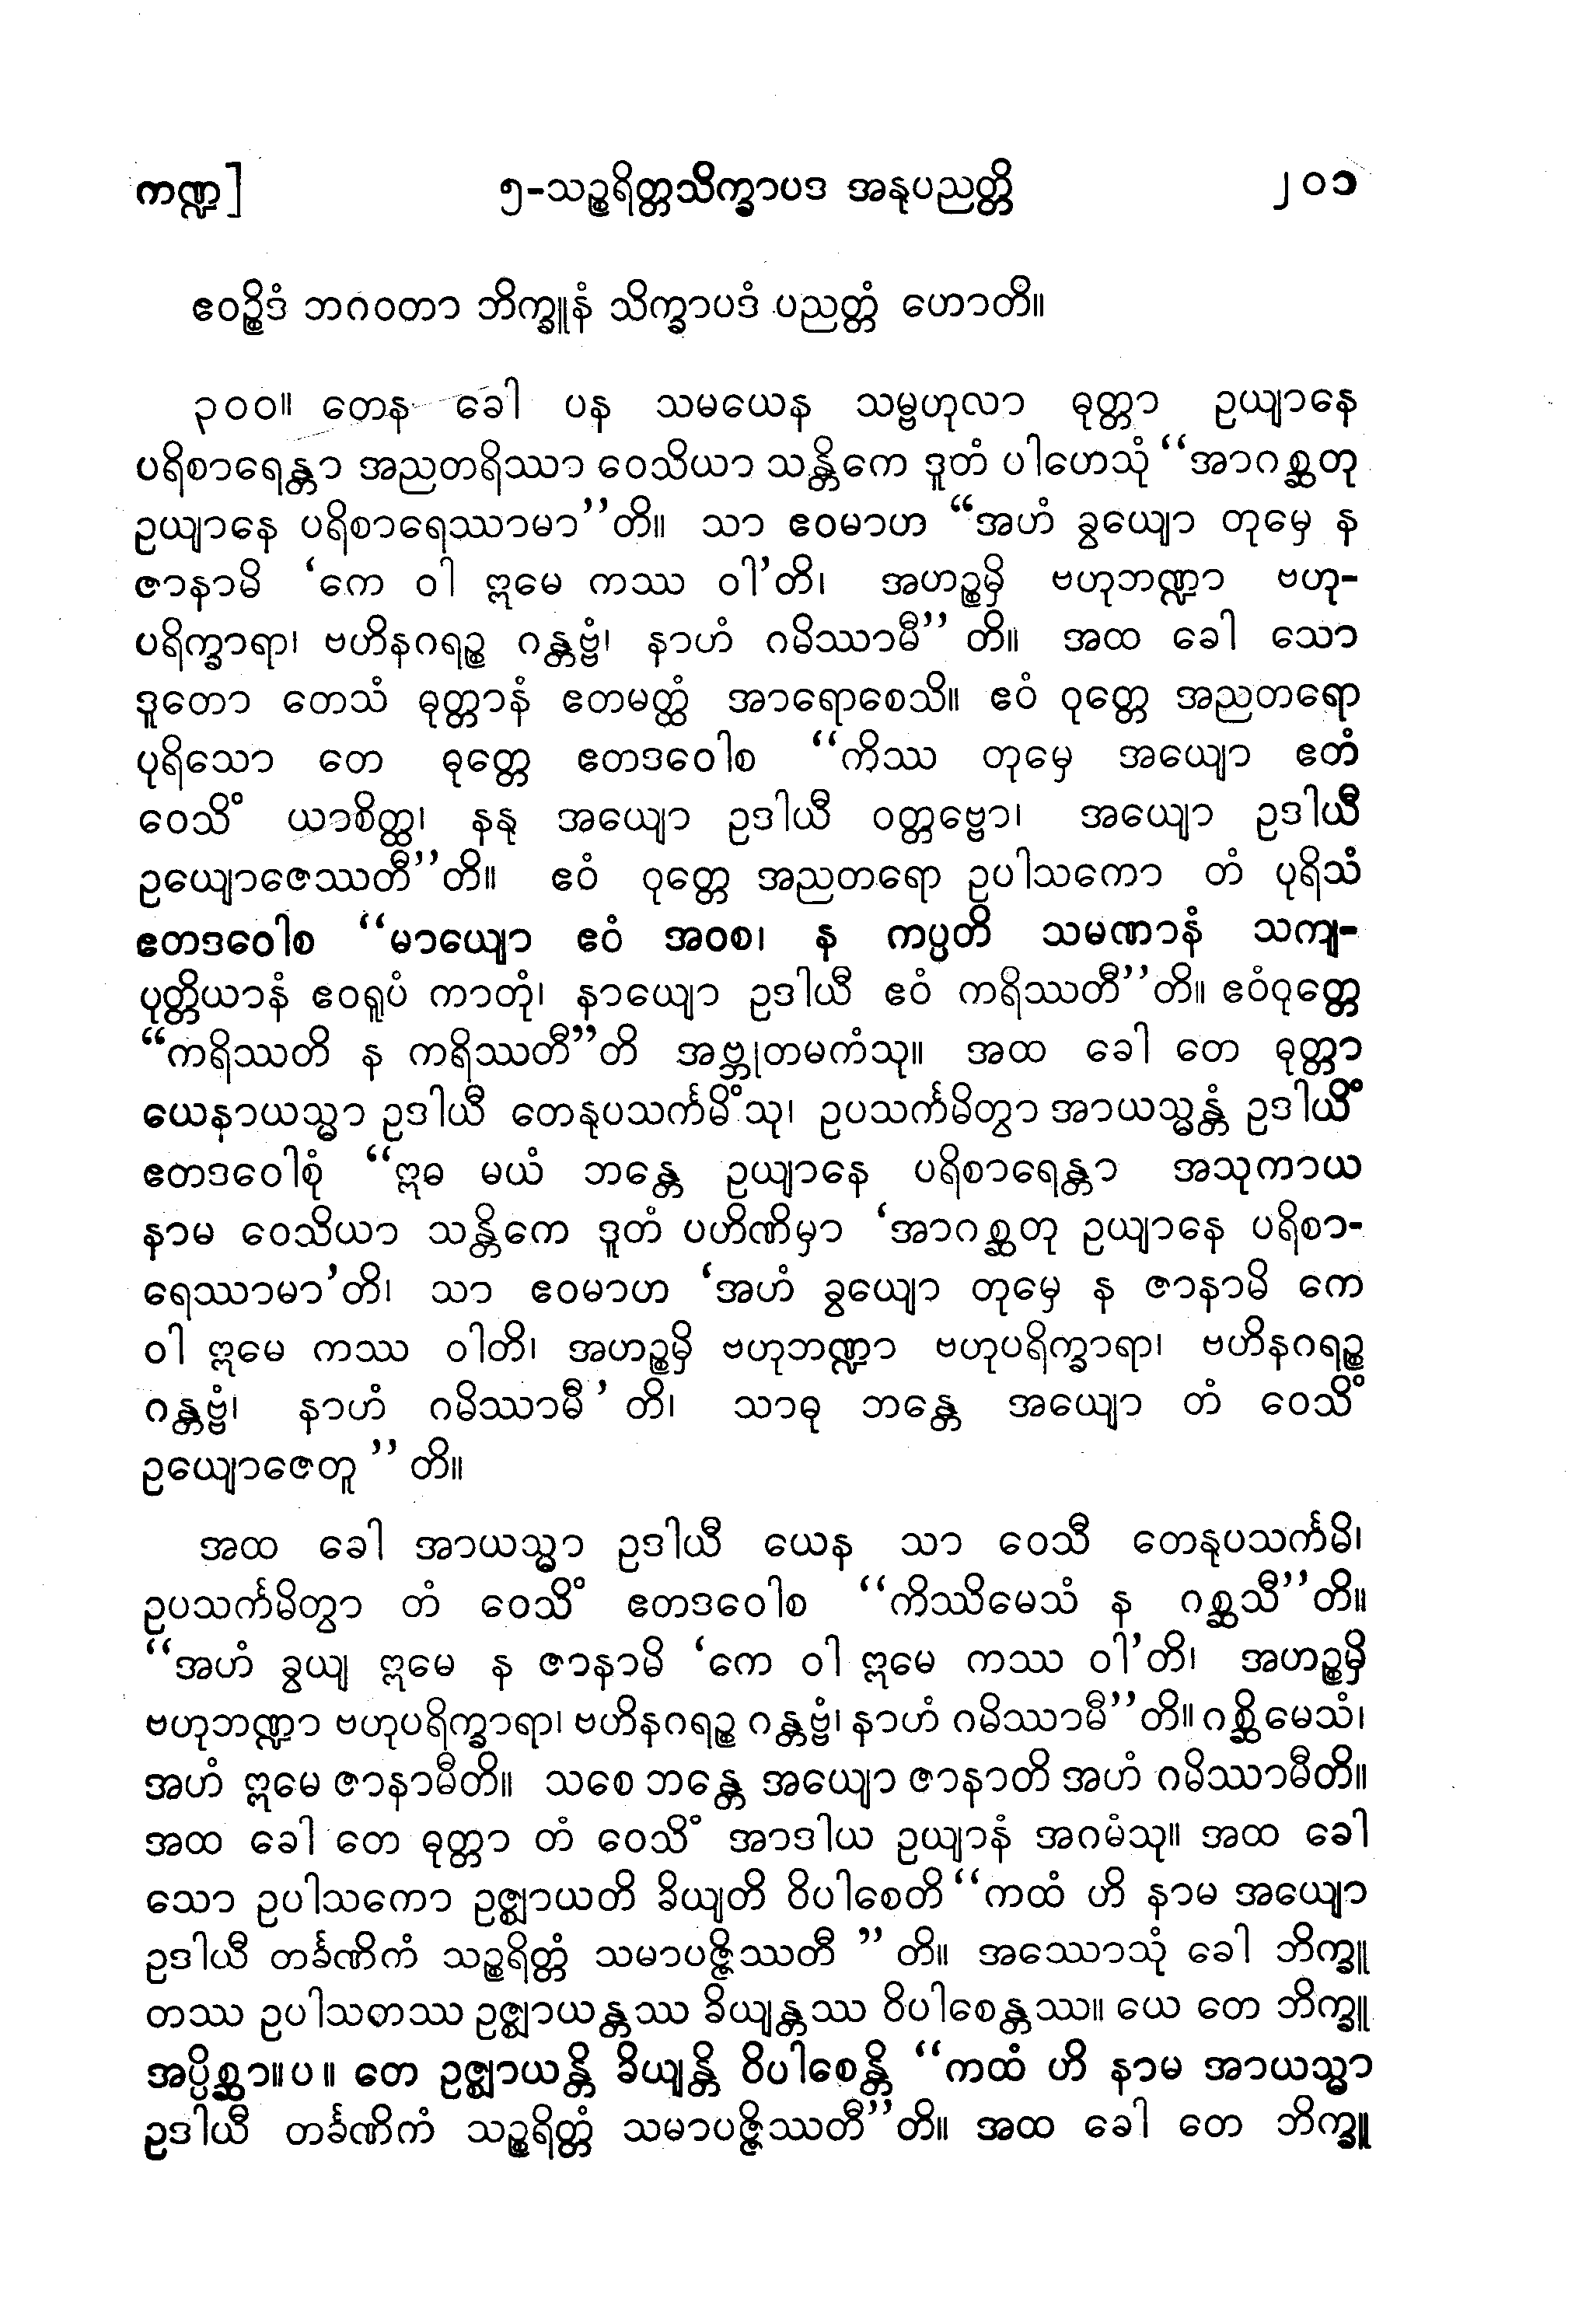 ကဏ္ဍ] ၅-သဉ္စရိတ္တသိက္ခာပဒ အနုပညတ္တိ ၂၀၁
ဧဝဉ္စိဒံ ဘဂဝတာ ဘိက္ခူနံ သိက္ခာပဒံ ပညတ္တံ ဟောတိ။
၃၀၀။ တေန ခေါ ပန သမယေန သမ္ဗဟုလာ ဓုတ္တာ ဥယျာနေ
ပရိစာရေန္တာ အညတရိဿာ ဝေသိယာ သန္တိကေ ဒူတံ ပါဟေသုံ “အာဂစ္ဆတု
ဥယျာနေ ပရိစာရေဿာမာ”တိ။ သာ ဧဝမာဟ “အဟံ ခွယျော တုမှေ န
ဇာနာမိ ‘ကေ ဝါ ဣမေ ကဿ ဝါ’တိ၊ အဟဉ္စမှိ ဗဟုဘဏ္ဍာ ဗဟု-
ပရိက္ခာရာ၊ ဗဟိနဂရဉ္စ ဂန္တဗ္ဗံ၊ နာဟံ ဂမိဿာမီ” တိ။ အထ ခေါ သော
ဒူတော တေသံ ဓုတ္တာနံ ဧတမတ္ထံ အာရောစေသိ။ ဧဝံ ဝုတ္တေ အညတရော
ပုရိသော တေ ဓုတ္တေ ဧတဒဝေါစ “ကိဿ တုမှေ အယျော ဧတံ
ဝေသိံ ယာစိတ္ထ၊ နနု အယျော ဥဒါယီ ဝတ္တဗ္ဗော၊ အယျော ဥဒါယီ
ဥယျောဇေဿတီ”တိ။ ဧဝံ ဝုတ္တေ အညတရော ဥပါသကော တံ ပုရိသံ
ဧတဒဝေါစ “မာယျော ဧဝံ အဝစ၊ န ကပ္ပတိ သမဏာနံ သကျ-
ပုတ္တိယာနံ ဧဝရူပံ ကာတုံ၊ နာယျော ဥဒါယီ ဧဝံ ကရိဿတီ”တိ။ ဧဝံဝုတ္တေ
“ကရိဿတိ န ကရိဿတီ”တိ အဗ္ဘုတမကံသု။ အထ ခေါ တေ ဓုတ္တာ
ယေနာယသ္မာ ဥဒါယီ တေနုပသင်္ကမိံသု၊ ဥပသင်္ကမိတွာ အာယသ္မန္တံ ဥဒါယိံ
ဧတဒဝေါစုံ “ဣဓ မယံ ဘန္တေ ဥယျာနေ ပရိစာရေန္တာ အသုကာယ
နာမ ဝေသိယာ သန္တိကေ ဒူတံ ပဟိဏိမှာ ‘အာဂစ္ဆတု ဥယျာနေ ပရိစာ-
ရေဿာမာ’တိ၊ သာ ဧဝမာဟ ‘အဟံ ခွယျော တုမှေ န ဇာနာမိ ကေ
ဝါ ဣမေ ကဿ ဝါတိ၊ အဟဉ္စမှိ ဗဟုဘဏ္ဍာ ဗဟုပရိက္ခာရာ၊ ဗဟိနဂရဉ္စ
ဂန္တဗ္ဗံ၊ နာဟံ ဂမိဿာမီ’ တိ၊ သာဓု ဘန္တေ အယျော တံ ဝေသိံ
ဥယျောဇေတူ” တိ။
အထ ခေါ အာယသ္မာ ဥဒါယီ ယေန သာ ဝေသီ တေနုပသင်္ကမိ၊
ဥပသင်္ကမိတွာ တံ ဝေသိံ ဧတဒဝေါစ “ကိဿိမေသံ န ဂစ္ဆသီ”တိ။
“အဟံ ခွယျ ဣမေ န ဇာနာမိ ‘ကေ ဝါ ဣမေ ကဿ ဝါ’တိ၊ အဟဉ္စမှိ
ဗဟုဘဏ္ဍာ ဗဟုပရိက္ခာရာ၊ ဗဟိနဂရဉ္စ ဂန္တဗ္ဗံ၊ နာဟံ ဂမိဿာမီ”တိ။ ဂစ္ဆိမေသံ၊
အဟံ ဣမေ ဇာနာမီတိ။ သစေ ဘန္တေ အယျော ဇာနာတိ အဟံ ဂမိဿာမီတိ။
အထ ခေါ တေ ဓုတ္တာ တံ ဝေသိံ အာဒါယ ဥယျာနံ အဂမံသု။ အထ ခေါ
သော ဥပါသကော ဥဇ္ဈာယတိ ခိယျတိ ဝိပါစေတိ “ကထံ ဟိ နာမ အယျော
ဥဒါယီ တင်္ခဏိကံ သဉ္စရိတ္တံ သမာပဇ္ဇိဿတီ ” တိ။ အဿောသုံ ခေါ ဘိက္ခူ
တဿ ဥပါသကဿ ဥဇ္ဈာယန္တဿ ခိယျန္တဿ ဝိပါစေန္တဿ။ ယေ တေ ဘိက္ခူ
အပ္ပိစ္ဆာ။ပ။ တေ ဥဇ္ဈာယန္တိ ခိယျန္တိ ဝိပါစေန္တိ “ကထံ ဟိ နာမ အာယသ္မာ
ဥဒါယီ တင်္ခဏိကံ သဉ္စရိတ္တံ သမာပဇ္ဇိဿတီ”တိ။ အထ ခေါ တေ ဘိက္ခူ